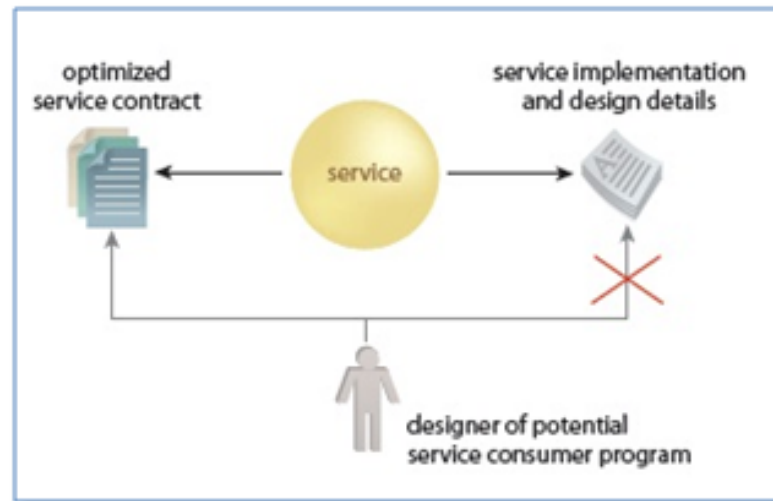 optimized
service contract
service implementation
and design details
service
designer of potential
service consumer program